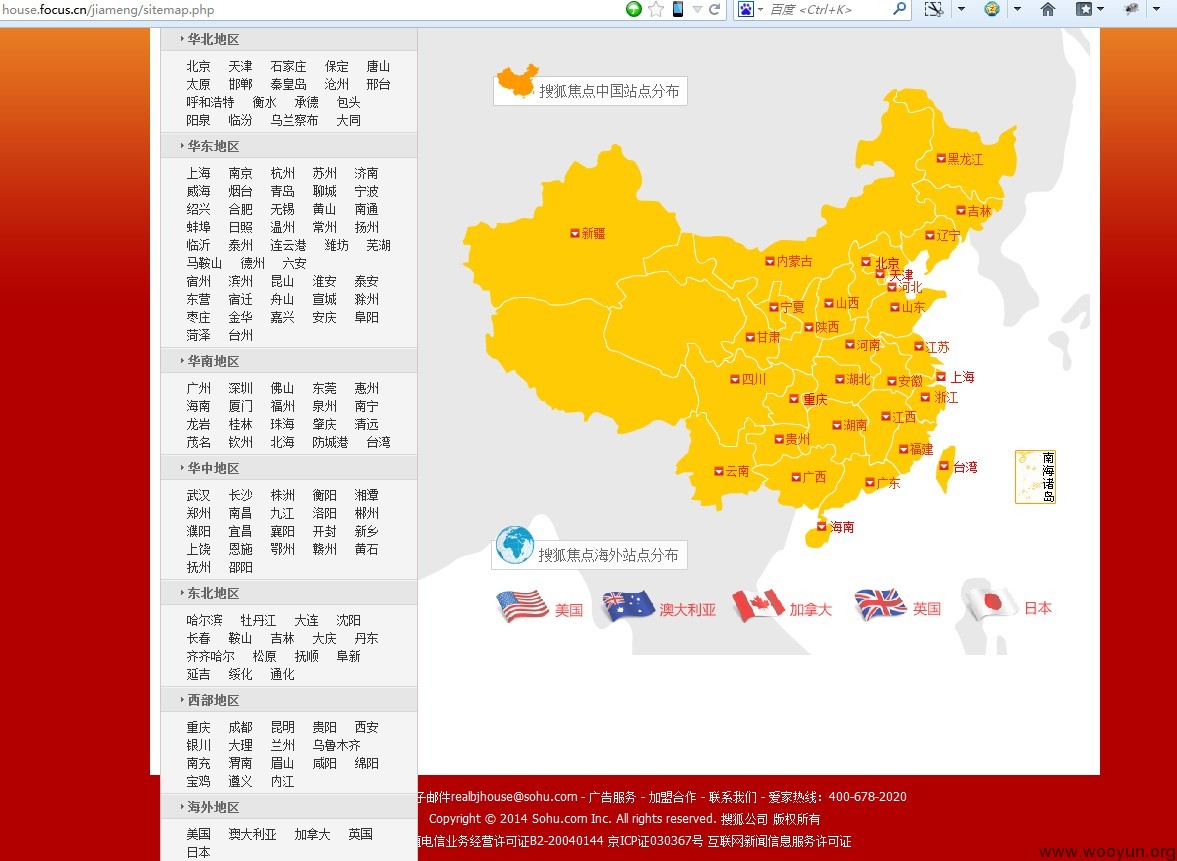 house.focus.cn/jiameng/sitemap.php
百度 <Ctrl+K>
华北地区
北京 天津 石家庄 保定 唐山
太原 邯郸 秦皇岛 沧州 邢台
呼和浩特 衡水 承德 包头
阳泉 临汾 乌兰察布 大同
华东地区
上海 南京 杭州 苏州 济南
威海 烟台 青岛 聊城 宁波
绍兴 合肥 无锡 黄山 南通
蚌埠 日照 温州 常州 扬州
临沂 泰州 连云港 潍坊 芜湖
马鞍山 德州 六安
宿州 滨州 昆山 淮安 泰安
东营 宿迁 舟山 宣城 滁州
枣庄 金华 嘉兴 安庆 阜阳
菏泽 台州
华南地区
广州 深圳 佛山 东莞 惠州
海南 厦门 福州 泉州 南宁
龙岩 桂林 珠海 肇庆 清远
茂名 钦州 北海 防城港 台湾
华中地区
武汉 长沙 株洲 衡阳 湘潭
郑州 南昌 九江 洛阳 郴州
濮阳 宜昌 襄阳 开封 新乡
上饶 恩施 鄂州 赣州 黄石
抚州 邵阳
东北地区
哈尔滨 牡丹江 大连 沈阳
长春 鞍山 吉林 大庆 丹东
齐齐哈尔 松原 抚顺 阜新
延吉 绥化 通化
西部地区
重庆 成都 昆明 贵阳 西安
银川 大理 兰州 乌鲁木齐
南充 渭南 眉山 咸阳 绵阳
宝鸡 遵义 内江
海外地区
美国 澳大利亚 加拿大 英国
日本
搜狐焦点中国站点分布
黑龙江
吉林
辽宁
新疆
内蒙古
北京
天津
河北
宁夏
山西
山东
陕西
甘肃
河南
江苏
四川
湖北
安徽
上海
重庆
浙江
江西
湖南
贵州
福建
云南
台湾
广西
广东
南海诸岛
海南
搜狐焦点海外站点分布
美国 澳大利亚 加拿大 英国 日本
子邮件realbjhouse@sohu.com - 广告服务 - 加盟合作 - 联系我们 - 爱家热线：400-678-2020
Copyright © 2014 Sohu.com Inc. All rights reserved. 搜狐公司 版权所有
电信业务经营许可证B2-20040144 京ICP证030367号 互联网新闻信息服务许可证
www.wooyun.org